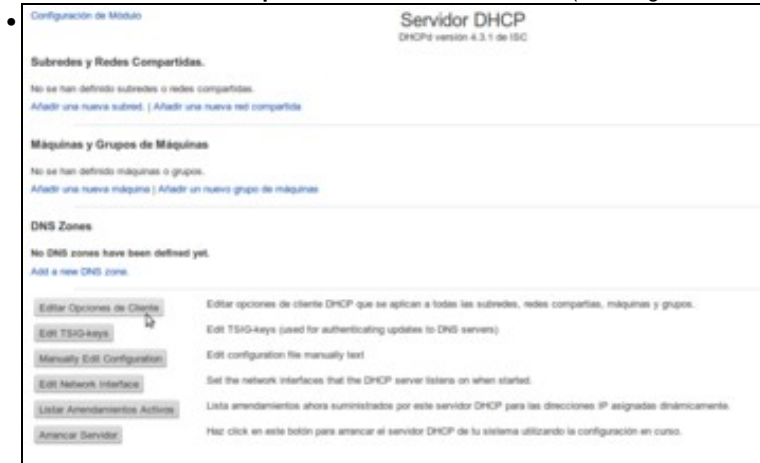 Configuración de Módulo
Servidor DHCP
DHCPd versión 4.3.1 de ISC
Subredes y Redes Compartidas.
No se han definido subredes o redes compartidas.
Añadir una nueva subred. | Añadir una nueva red compartida
Máquinas y Grupos de Máquinas
No se han definido máquinas o grupos.
Añadir una nueva máquina | Añadir un nuevo grupo de máquinas
DNS Zones
No DNS zones have been defined yet.
Add a new DNS zone.
Editar Opciones de Cliente Editar opciones de cliente DHCP que se aplican a todas las subredes, redes compartias, máquinas y grupos.
Edit TSIG-keys Edit TSIG-keys (used for authenticating updates to DNS servers)
Manually Edit Configuration Edit configuration file manually text
Edit Network Interface Set the network interfaces that the DHCP server listens on when started.
Listar Arrendamientos Activos Lista arrendamientos ahora suministrados por este servidor DHCP para las direcciones IP asignadas dinámicamente.
Arrancar Servidor Haz click en este botón para arrancar el servidor DHCP de tu sistema utilizando la configuración en curso.